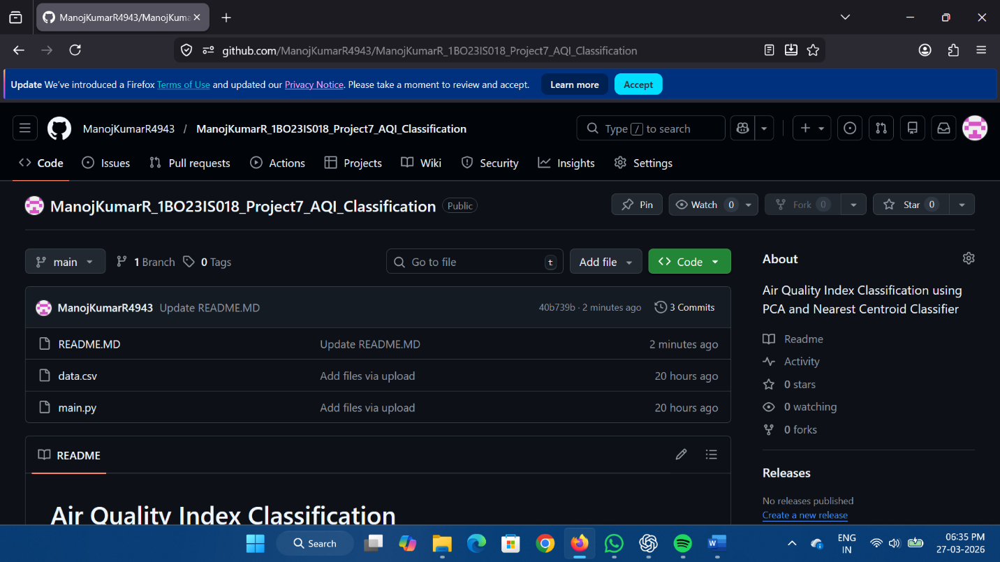 ManojKumarR4943/ManojKuma
github.com/ManojKumarR4943/ManojKumarR_1BO23IS018_Project7_AQI_Classification
Update We've introduced a Firefox Terms of Use and updated our Privacy Notice. Please take a moment to review and accept. Learn more Accept
ManojKumarR4943 / ManojKumarR_1BO23IS018_Project7_AQI_Classification Type / to search
Code Issues Pull requests Actions Projects Wiki Security Insights Settings
ManojKumarR_1BO23IS018_Project7_AQI_Classification Public Pin Watch 0 Fork 0 Star 0
main 1 Branch 0 Tags Go to file t Add file Code
ManojKumarR4943 Update README.MD 40b739b · 2 minutes ago 3 Commits
README.MD Update README.MD 2 minutes ago
data.csv Add files via upload 20 hours ago
main.py Add files via upload 20 hours ago
README
Air Quality Index Classification
About
Air Quality Index Classification using
PCA and Nearest Centroid Classifier
Readme
Activity
0 stars
0 watching
0 forks
Releases
No releases published
Create a new release
Search
ENG
IN
06:35 PM
27-03-2026